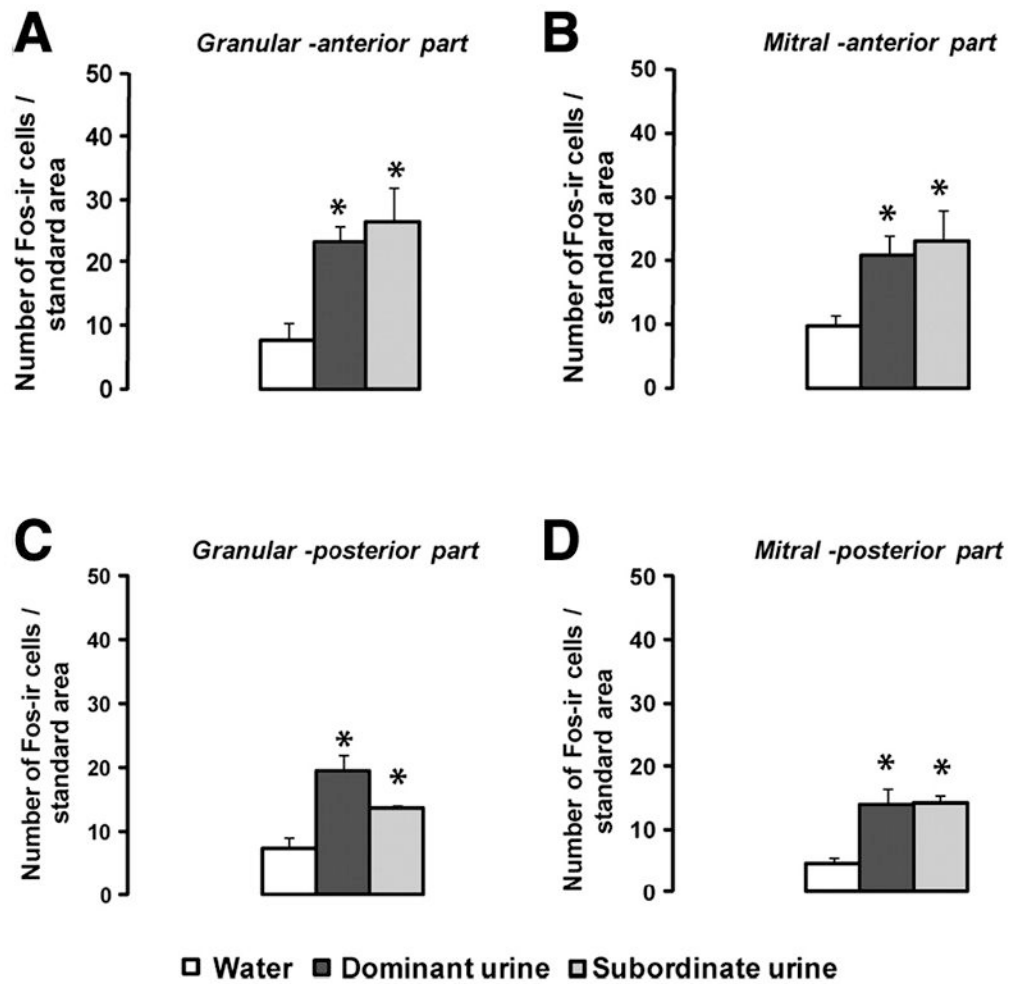 A
Granular -anterior part
Number of Fos-ir cells /
standard area
50
40
30
20
10
0
*
*
B
Mitral -anterior part
Number of Fos-ir cells /
standard area
50
40
30
20
10
0
*
*
C
Granular -posterior part
Number of Fos-ir cells /
standard area
50
40
30
20
10
0
*
*
D
Mitral -posterior part
Number of Fos-ir cells /
standard area
50
40
30
20
10
0
*
*
Water Dominant urine Subordinate urine